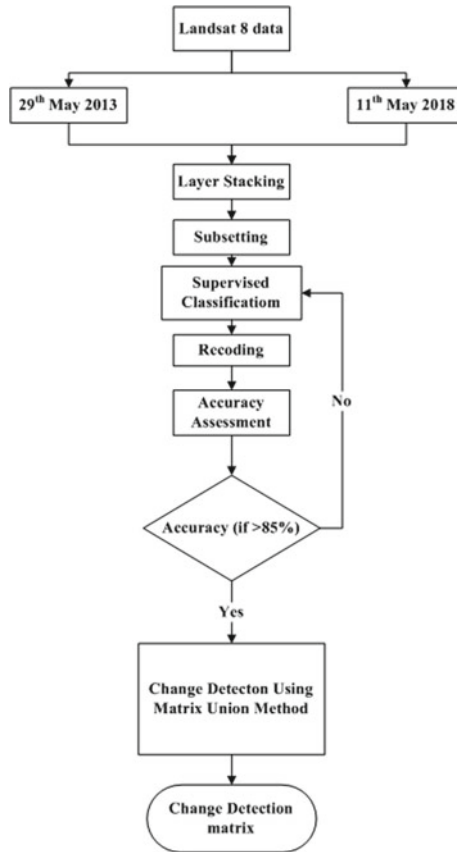 Landsat 8 data
29th May 2013
11th May 2018
Layer Stacking
Subsetting
Supervised
Classificatiom
Recoding
Accuracy
Assessment
No
Accuracy (if >85%)
Yes
Change Detecton Using
Matrix Union Method
Change Detection
matrix